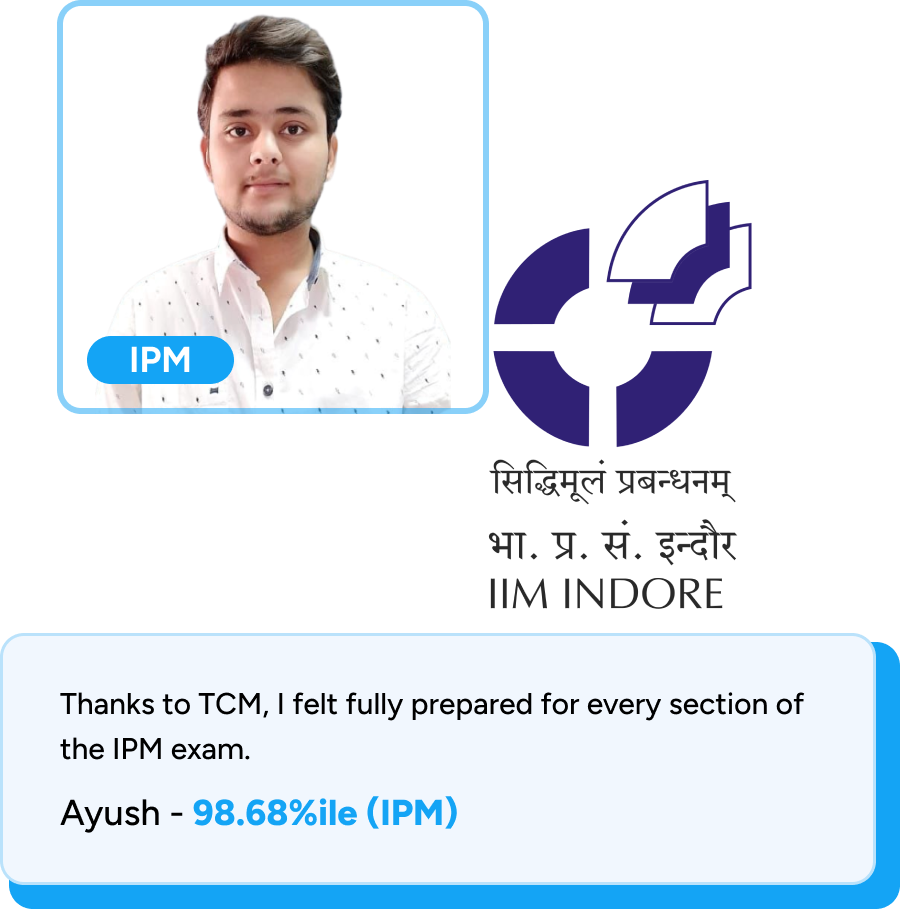 IPM
सिद्धिमूलं प्रबन्धनम्
भा. प्र. सं. इन्दौर
IIM INDORE
Thanks to TCM, I felt fully prepared for every section of
the IPM exam.
Ayush - 98.68%ile (IPM)